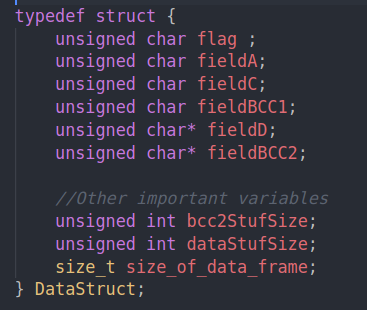 typedef struct {
    unsigned char flag ;
    unsigned char fieldA;
    unsigned char fieldC;
    unsigned char fieldBCC1;
    unsigned char* fieldD;
    unsigned char* fieldBCC2;

    //Other important variables
    unsigned int bcc2StufSize;
    unsigned int dataStufSize;
    size_t size_of_data_frame;
} DataStruct;